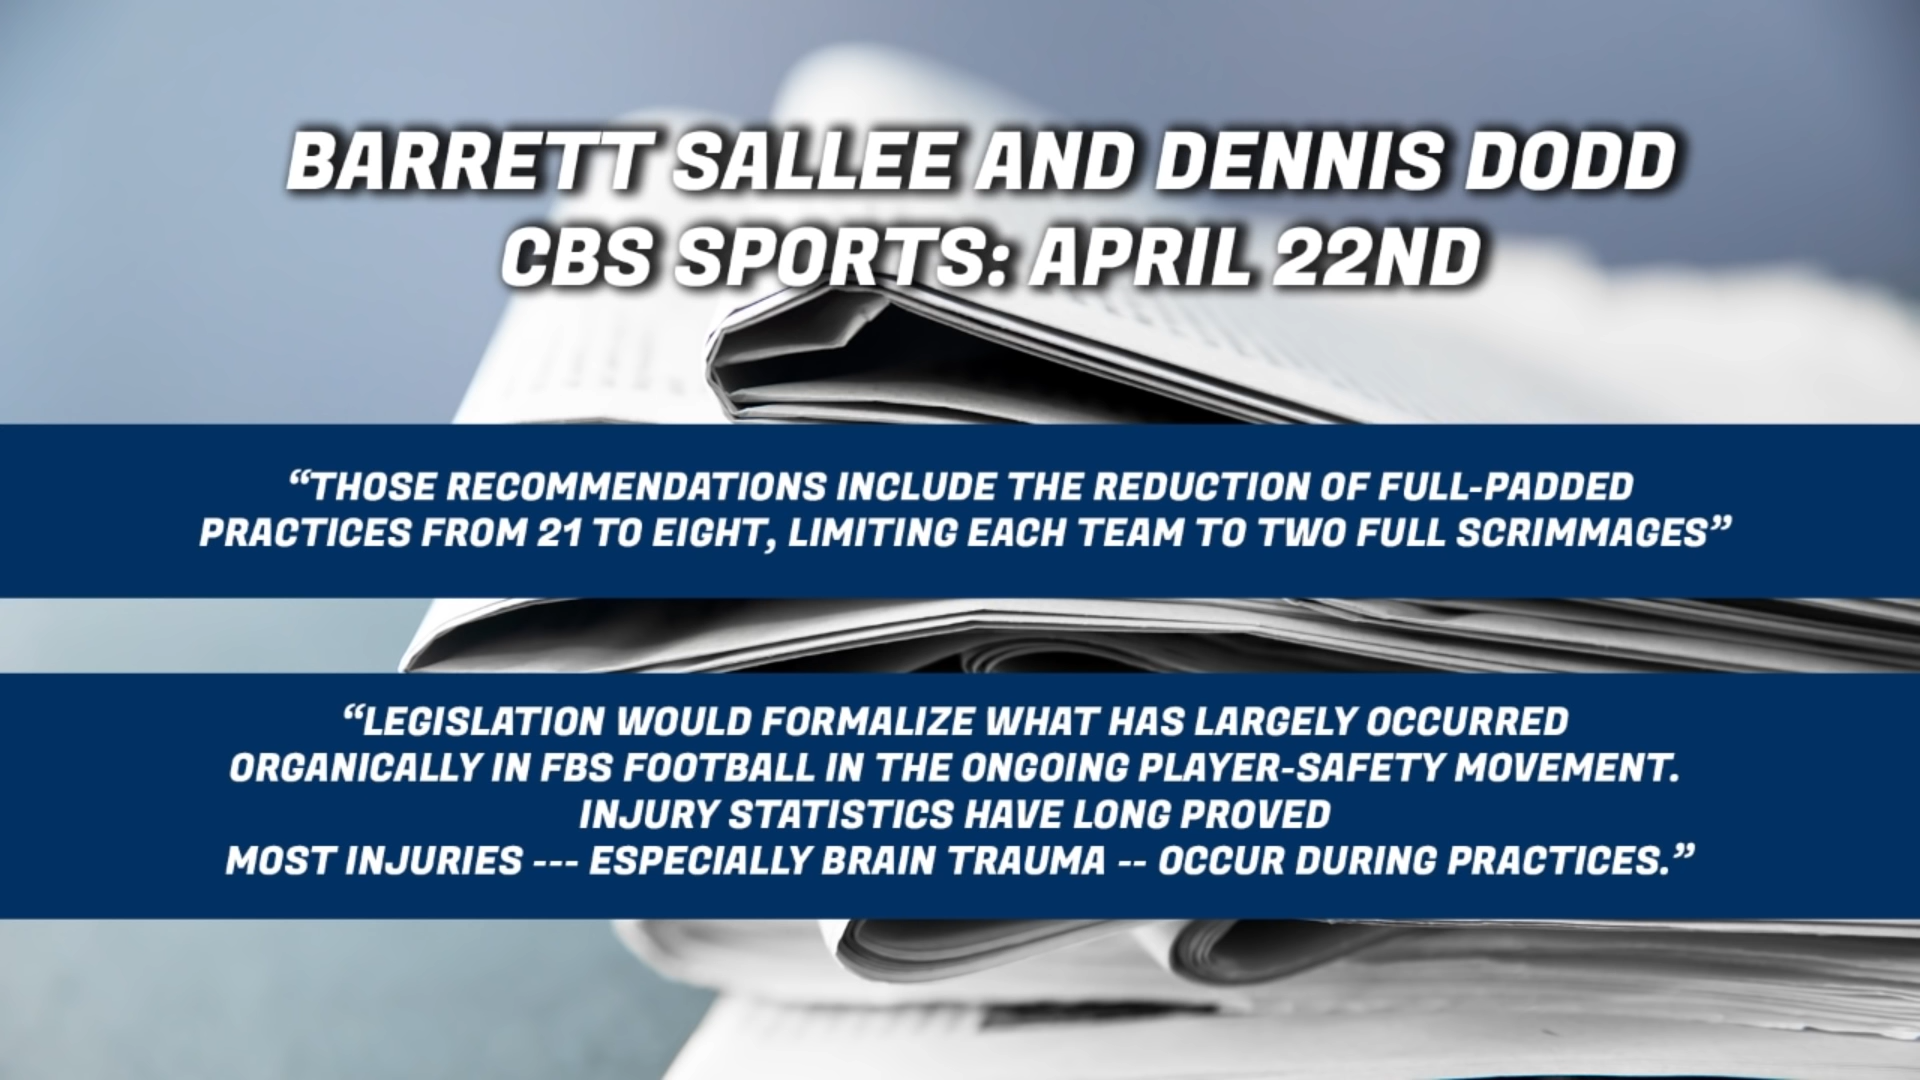 BARRETT SALLEE AND DENNIS DODD
CBS SPORTS: APRIL 22ND
“THOSE RECOMMENDATIONS INCLUDE THE REDUCTION OF FULL-PADDED
PRACTICES FROM 21 TO EIGHT, LIMITING EACH TEAM TO TWO FULL SCRIMMAGES”
“LEGISLATION WOULD FORMALIZE WHAT HAS LARGELY OCCURRED
ORGANICALLY IN FBS FOOTBALL IN THE ONGOING PLAYER-SAFETY MOVEMENT.
INJURY STATISTICS HAVE LONG PROVED
MOST INJURIES --- ESPECIALLY BRAIN TRAUMA -- OCCUR DURING PRACTICES.”